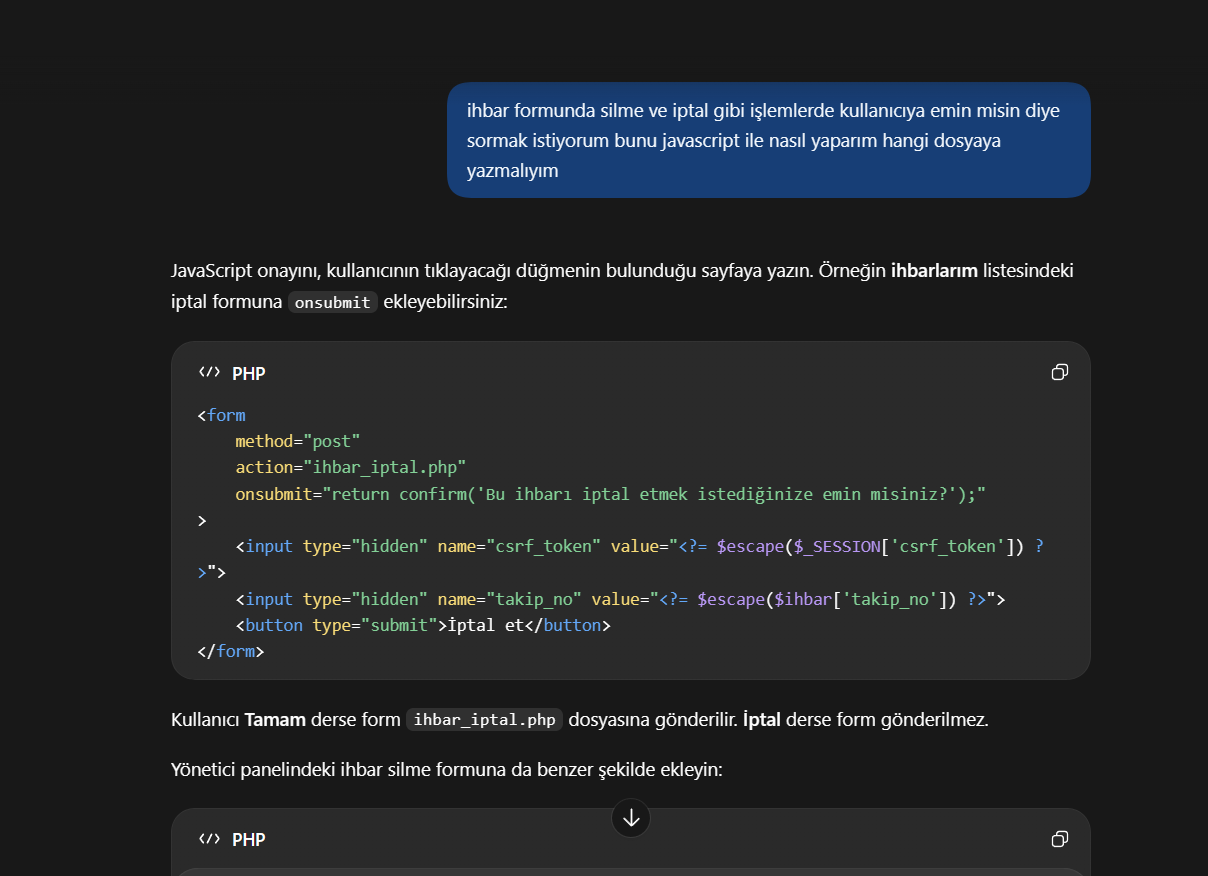 ihbar formunda silme ve iptal gibi işlemlerde kullanıcıya emin misin diye
sormak istiyorum bunu javascript ile nasıl yaparım hangi dosyaya
yazmalıyım
JavaScript onayını, kullanıcının tıklayacağı düğmenin bulunduğu sayfaya yazın. Örneğin ihbarlarım listesindeki
iptal formuna onsubmit ekleyebilirsiniz:
</> PHP
<form
    method="post"
    action="ihbar_iptal.php"
    onsubmit="return confirm('Bu ihbarı iptal etmek istediğinize emin misiniz?');"
>
    <input type="hidden" name="csrf_token" value="<?= $escape($_SESSION['csrf_token']) ?
>">
    <input type="hidden" name="takip_no" value="<?= $escape($ihbar['takip_no']) ?>">
    <button type="submit">İptal et</button>
</form>
Kullanıcı Tamam derse form ihbar_iptal.php dosyasına gönderilir. İptal derse form gönderilmez.
Yönetici panelindeki ihbar silme formuna da benzer şekilde ekleyin:
</> PHP